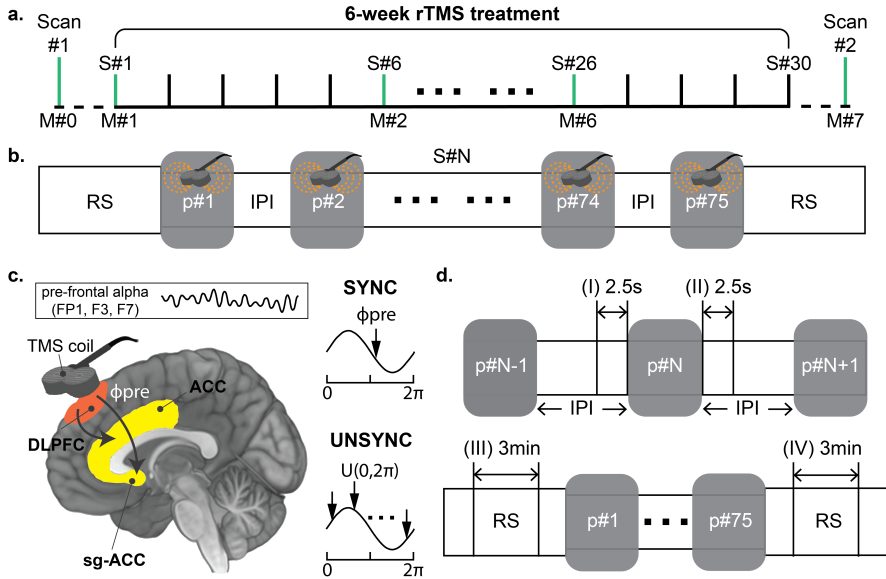 a.
6-week rTMS treatment
Scan
#1
S#1
S#6
S#26
S#30
Scan
#2
M#0
M#1
M#2
M#6
M#7
b.
S#N
RS
p#1
IPI
p#2
p#74
IPI
p#75
RS
c.
pre-frontal alpha
(FP1, F3, F7)
TMS coil
ϕpre
ACC
DLPFC
sg-ACC
SYNC
ϕpre
0
2π
UNSYNC
U(0,2π)
0
2π
d.
(I) 2.5s
(II) 2.5s
p#N-1
p#N
p#N+1
IPI
IPI
(III) 3min
(IV) 3min
RS
p#1
p#75
RS